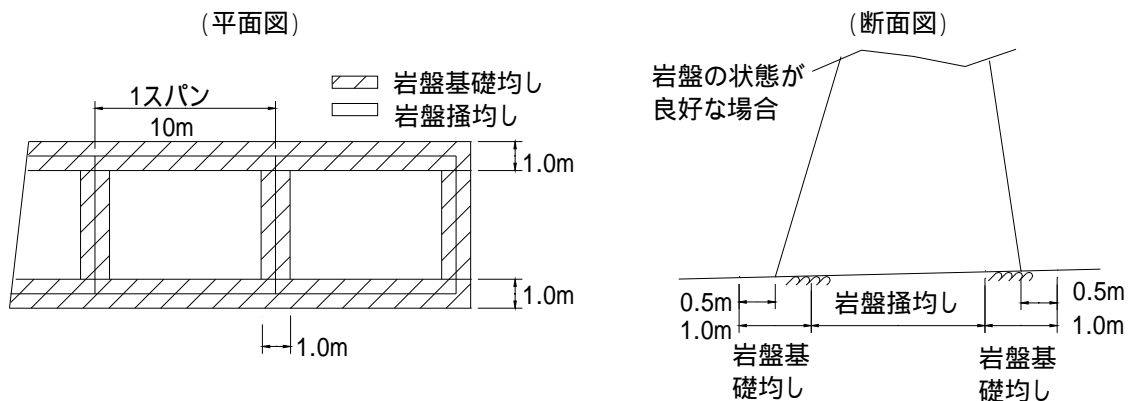 (平面図)
岩盤基礎均し
岩盤掻均し
1スパン
10m
1.0m
1.0m
1.0m
(断面図)
岩盤の状態が
良好な場合
0.5m
岩盤掻均し
0.5m
1.0m
1.0m
岩盤基
礎均し
岩盤基
礎均し